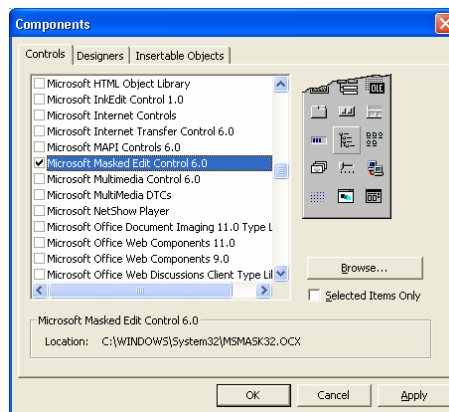 Components
Controls Designers Insertable Objects
Microsoft HTML Object Library
Microsoft InkEdit Control 1.0
Microsoft Internet Controls
Microsoft Internet Transfer Control 6.0
Microsoft MAPI Controls 6.0
Microsoft Masked Edit Control 6.0
Microsoft Multimedia Control 6.0
Microsoft MultiMedia DTCs
Microsoft NetShow Player
Microsoft Office Document Imaging 11.0 Type L
Microsoft Office Web Components 11.0
Microsoft Office Web Components 9.0
Microsoft Office Web Discussions Client Type Lil
OLE
Browse...
Selected Items Only
Microsoft Masked Edit Control 6.0
Location: C:\WINDOWS\System32\MSMASK32.OCX
OK Cancel Apply